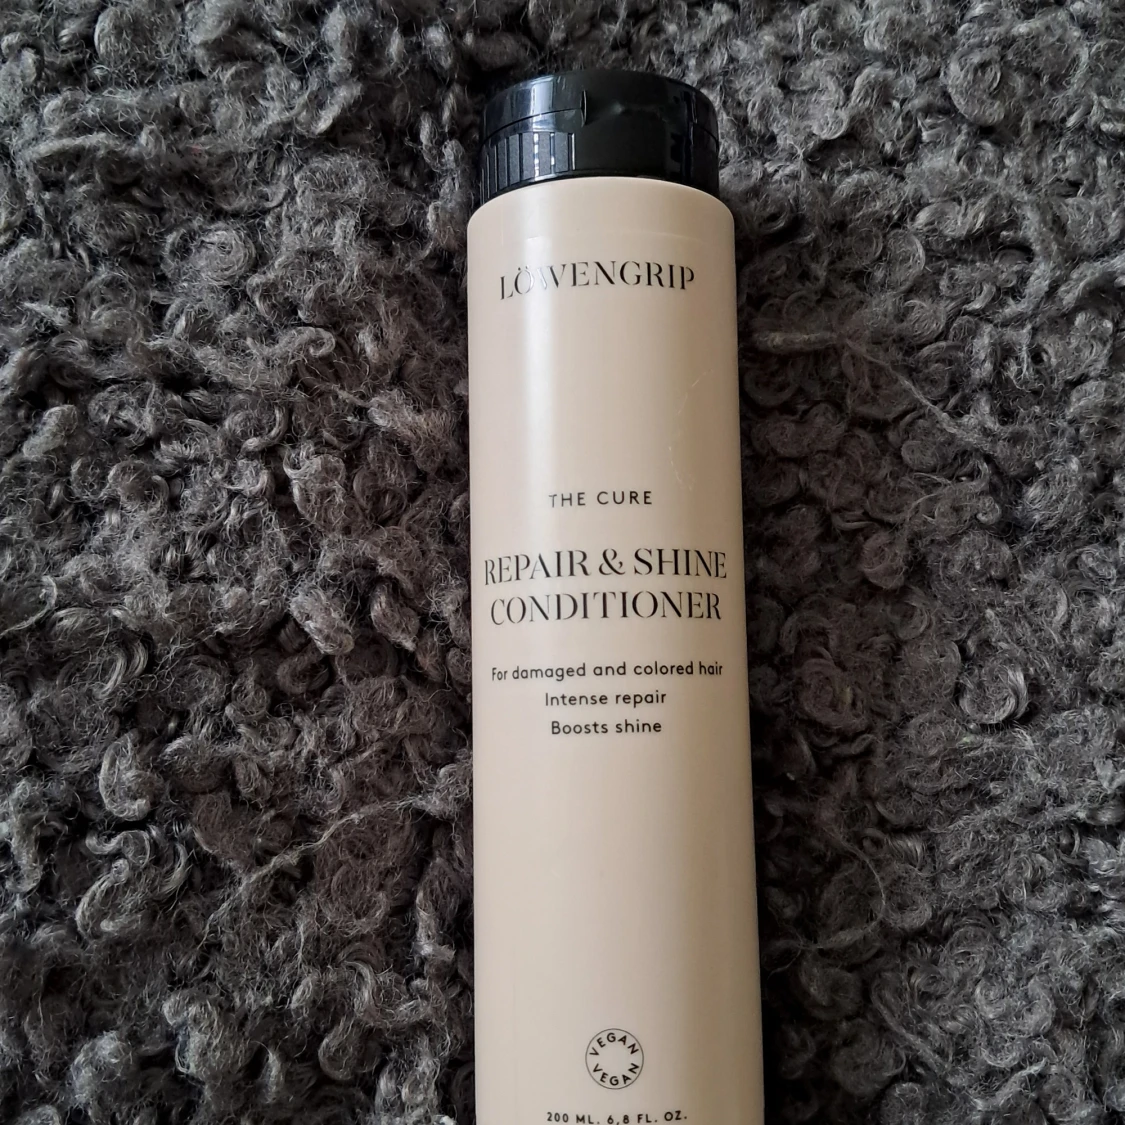 LÖWENGRIP
THE CURE
REPAIR & SHINE
CONDITIONER
For damaged and colored hair
Intense repair
Boosts shine
VEGAN
VEGAN
200 ML. 6,8 FL. OZ.